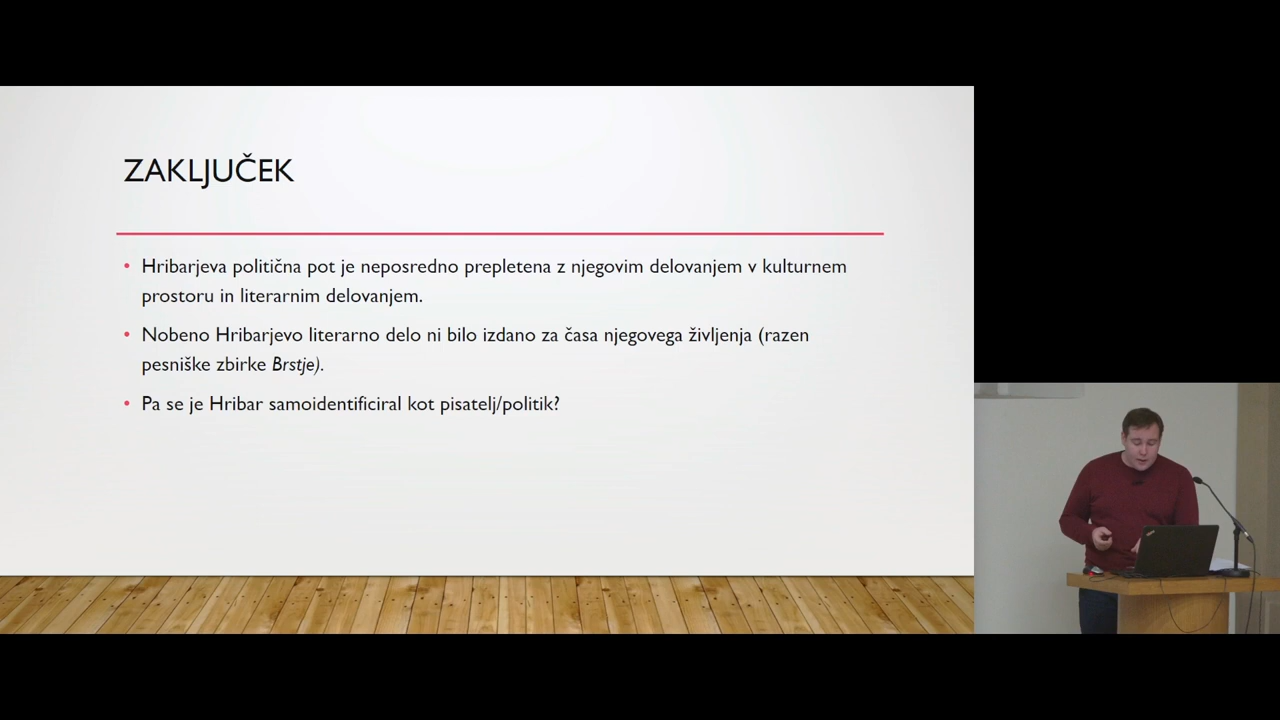 ZAKLJUČEK
• Hribarjeva politična pot je neposredno prepletena z njegovim delovanjem v kulturnem
prostoru in literarnim delovanjem.
• Nobeno Hribarjevo literarno delo ni bilo izdano za časa njegovega življenja (razen
pesniške zbirke Brstje).
• Pa se je Hribar samoidentificiral kot pisatelj/politik?